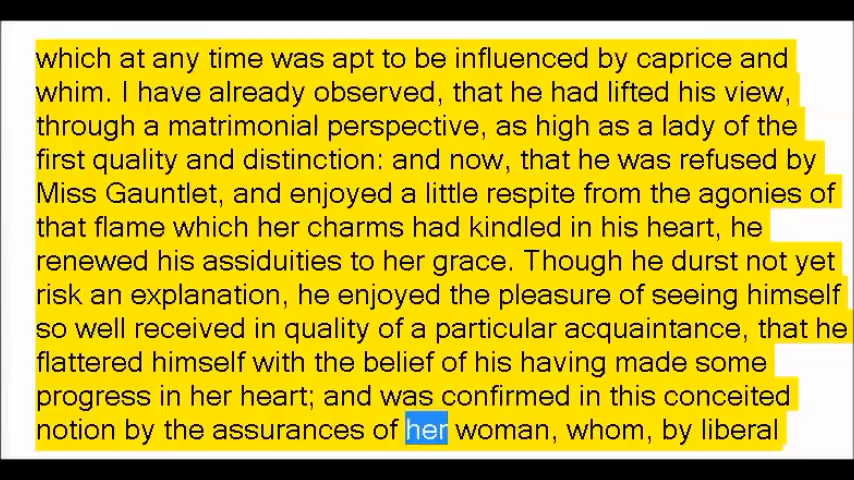 which at any time was apt to be influenced by caprice and
whim. I have already observed, that he had lifted his view,
through a matrimonial perspective, as high as a lady of the
first quality and distinction: and now, that he was refused by
Miss Gauntlet, and enjoyed a little respite from the agonies of
that flame which her charms had kindled in his heart, he
renewed his assiduities to her grace. Though he durst not yet
risk an explanation, he enjoyed the pleasure of seeing himself
so well received in quality of a particular acquaintance, that he
flattered himself with the belief of his having made some
progress in her heart; and was confirmed in this conceited
notion by the assurances of her woman, whom, by liberal